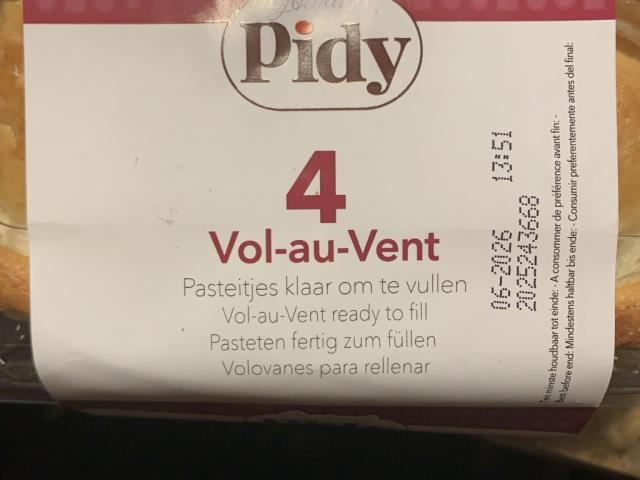 Pidy
4
Vol-au-Vent
Pasteitjes klaar om te vullen
Vol-au-Vent ready to fill
Pasteten fertig zum füllen
Volovanes para rellenar
06-2026 13:51
2025243668
Ten minste houdbaar tot einde: - A consommer de préférence avant fin: -
Best before end: Mindestens haltbar bis ende: - Consumir preferentemente antes del final: